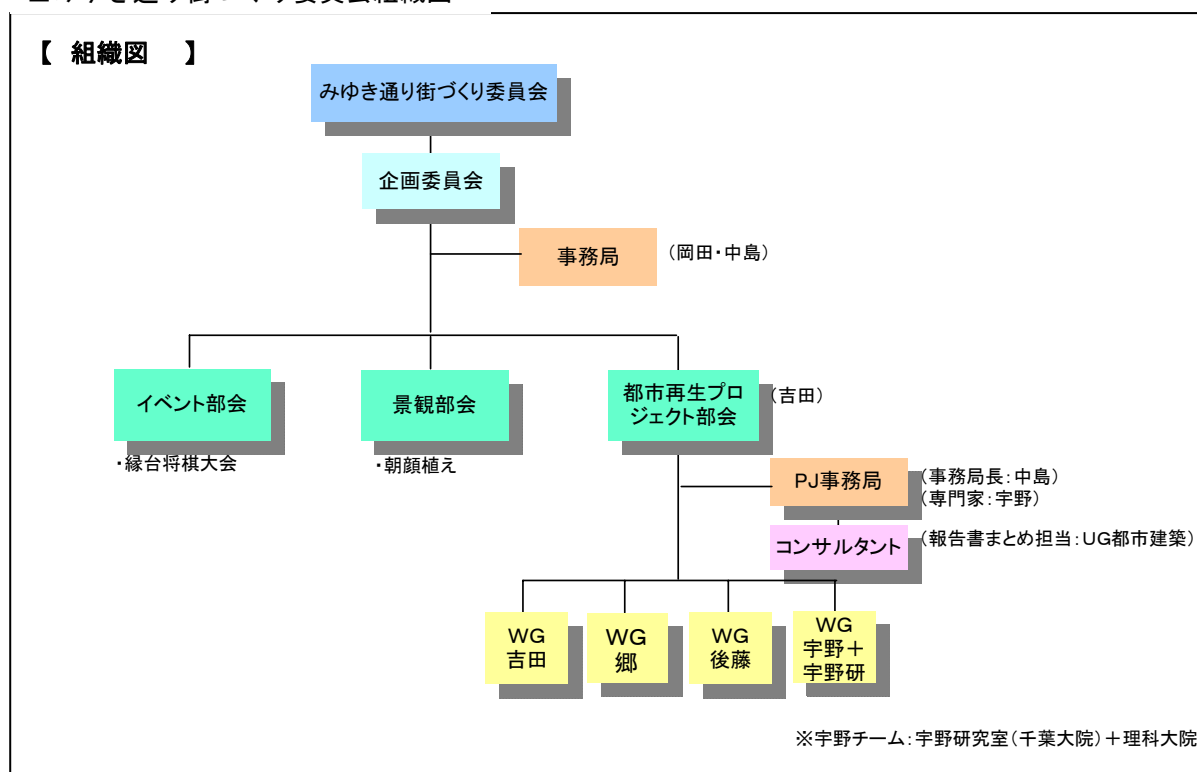 【 組織図 】
みゆき通り街づくり委員会
企画委員会
事務局
(岡田・中島)
イベント部会
・縁台将棋大会
景観部会
・朝顔植え
都市再生プロ
ジェクト部会
(吉田)
PJ事務局
(事務局長:中島)
(専門家:宇野)
コンサルタント
(報告書まとめ担当:UG都市建築)
WG
吉田
WG
郷
WG
後藤
WG
宇野+
宇野研
※宇野チーム:宇野研究室(千葉大院)+理科大院